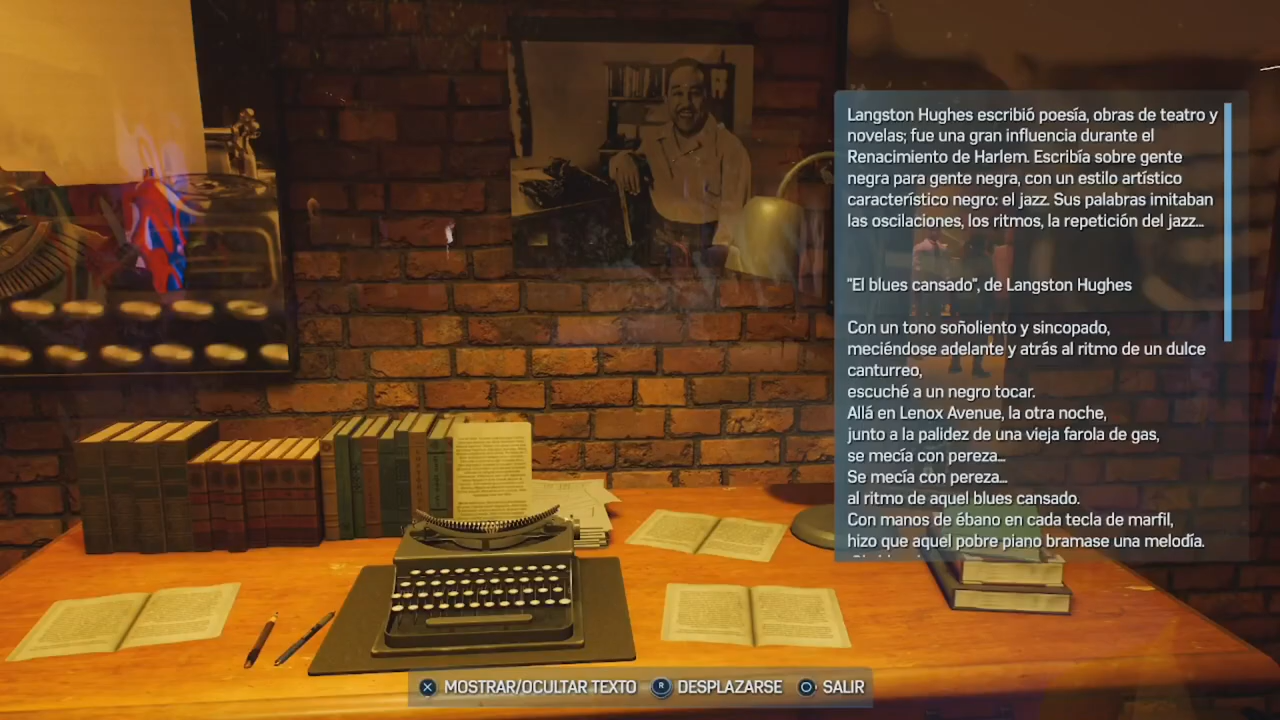 Langston Hughes escribió poesía, obras de teatro y
novelas; fue una gran influencia durante el
Renacimiento de Harlem. Escribía sobre gente
negra para gente negra, con un estilo artístico
característico negro: el jazz. Sus palabras imitaban
las oscilaciones, los ritmos, la repetición del jazz...
"El blues cansado", de Langston Hughes
Con un tono soñoliento y sincopado,
meciéndose adelante y atrás al ritmo de un dulce
canturreo,
escuché a un negro tocar.
Allá en Lenox Avenue, la otra noche,
junto a la palidez de una vieja farola de gas,
se mecía con pereza...
Se mecía con pereza...
al ritmo de aquel blues cansado.
Con manos de ébano en cada tecla de marfil,
hizo que aquel pobre piano bramase una melodía.
MOSTRAR/OCULTAR TEXTO R DESPLAZARSE SALIR